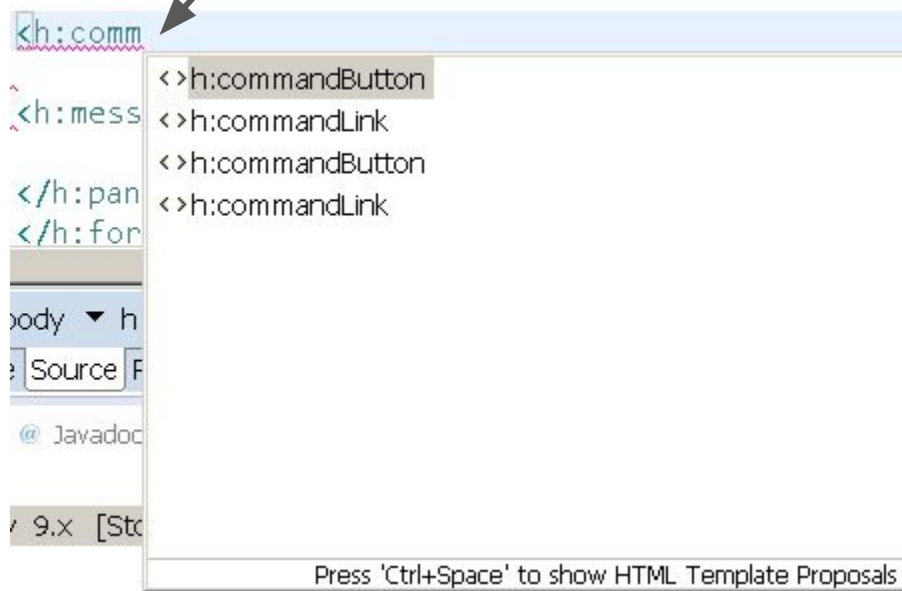 <h:comm
<>h:commandButton
<h:mess
<>h:commandLink
<>h:commandButton
</h:pan
<>h:commandLink
</h:for
body ▼ h
Source
@ Javadoc
9.x [Sto
Press 'Ctrl+Space' to show HTML Template Proposals